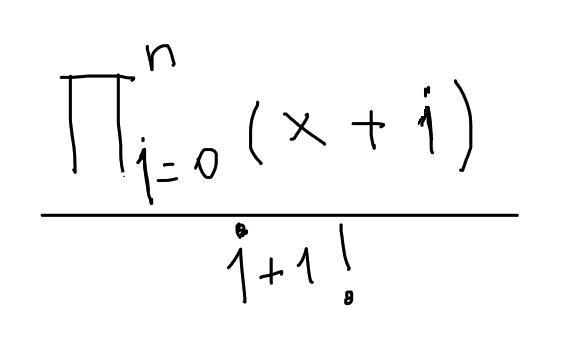 ∏_{j=0}^{n} (x + j)
j+1!